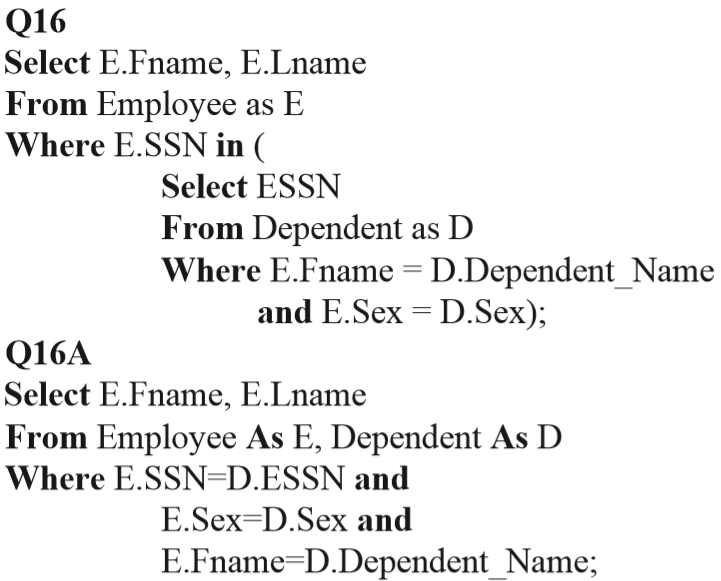 Q16
Select E.Fname, E.Lname
From Employee as E
Where E.SSN in (
Select ESSN
From Dependent as D
Where E.Fname = D.Dependent_Name
and E.Sex = D.Sex);
Q16A
Select E.Fname, E.Lname
From Employee As E, Dependent As D
Where E.SSN=D.ESSN and
E.Sex=D.Sex and
E.Fname=D.Dependent_Name;